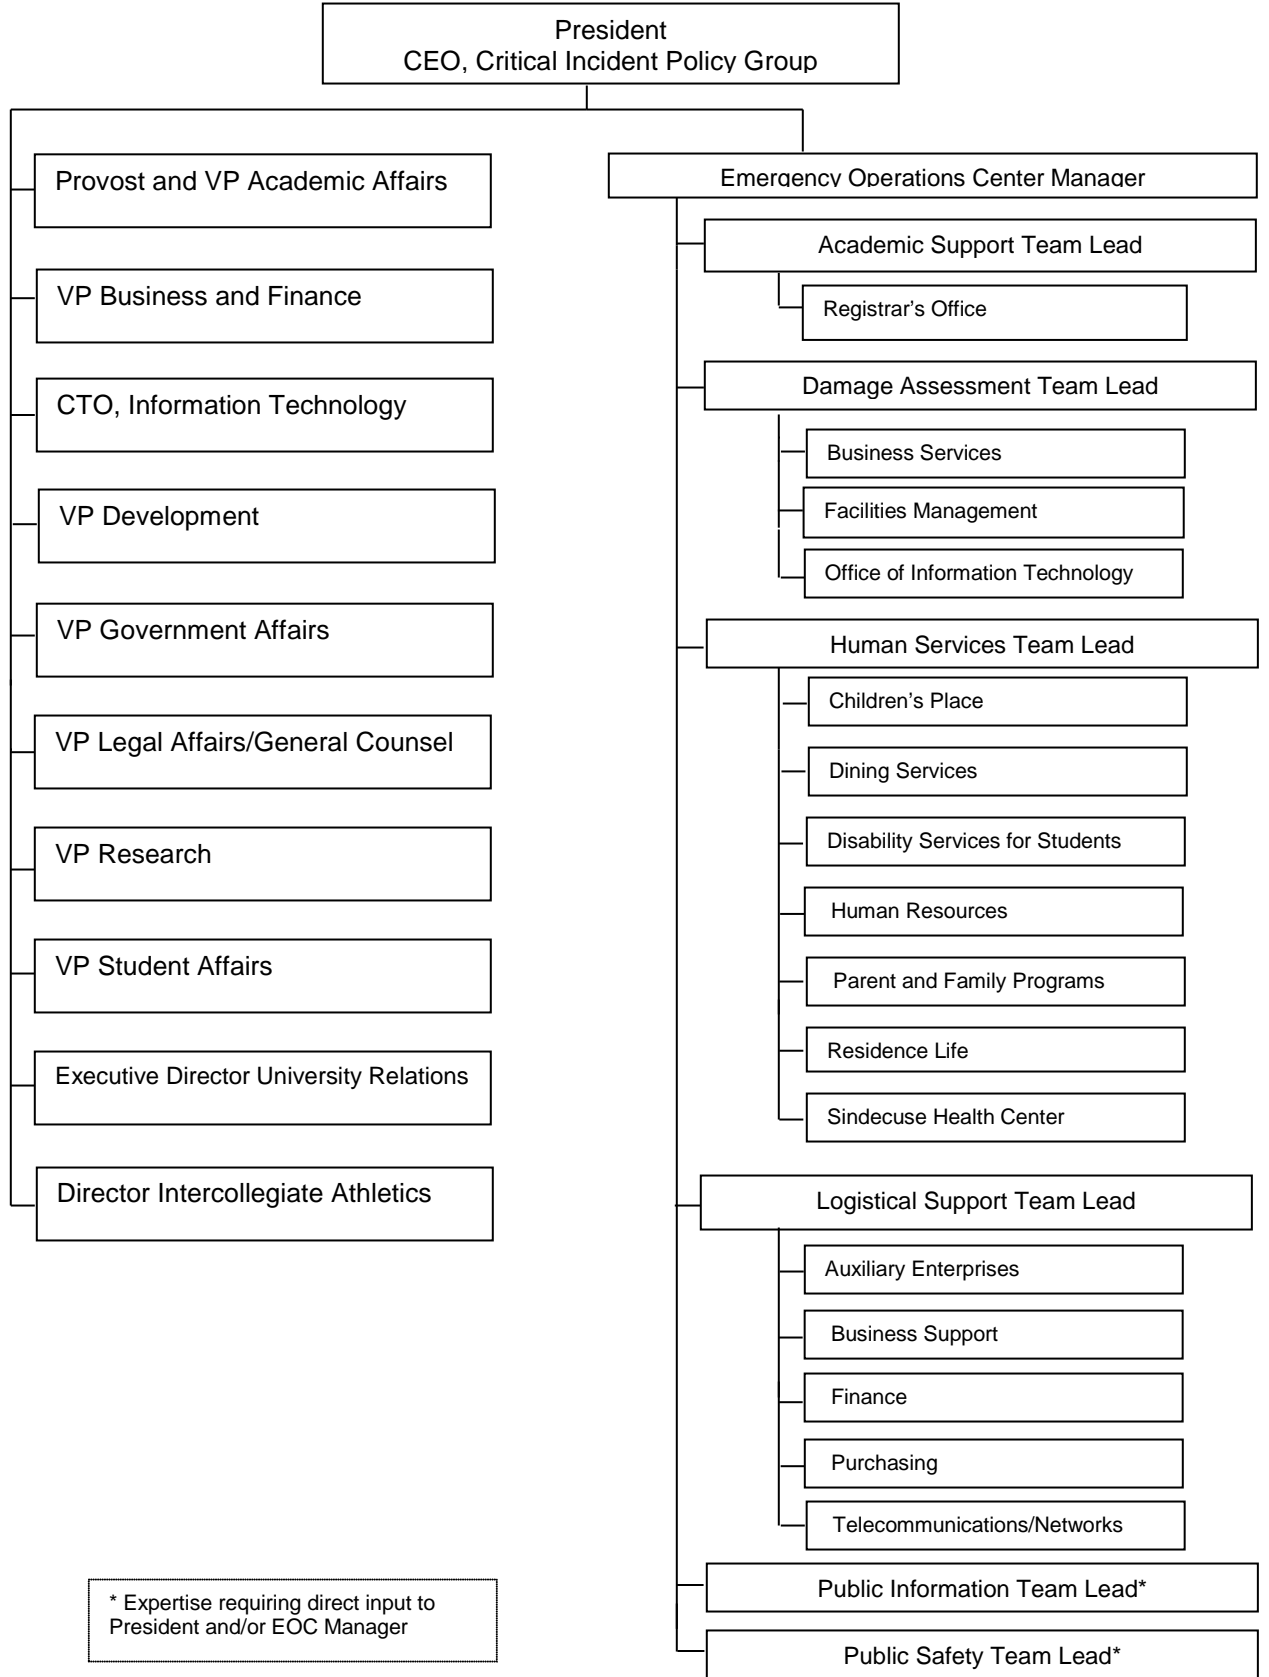 President
CEO, Critical Incident Policy Group
Provost and VP Academic Affairs
VP Business and Finance
CTO, Information Technology
VP Development
VP Government Affairs
VP Legal Affairs/General Counsel
VP Research
VP Student Affairs
Executive Director University Relations
Director Intercollegiate Athletics
* Expertise requiring direct input to
President and/or EOC Manager
Emergency Operations Center Manager
Academic Support Team Lead
Registrar's Office
Damage Assessment Team Lead
Business Services
Facilities Management
Office of Information Technology
Human Services Team Lead
Children's Place
Dining Services
Disability Services for Students
Human Resources
Parent and Family Programs
Residence Life
Sindecuse Health Center
Logistical Support Team Lead
Auxiliary Enterprises
Business Support
Finance
Purchasing
Telecommunications/Networks
Public Information Team Lead*
Public Safety Team Lead*